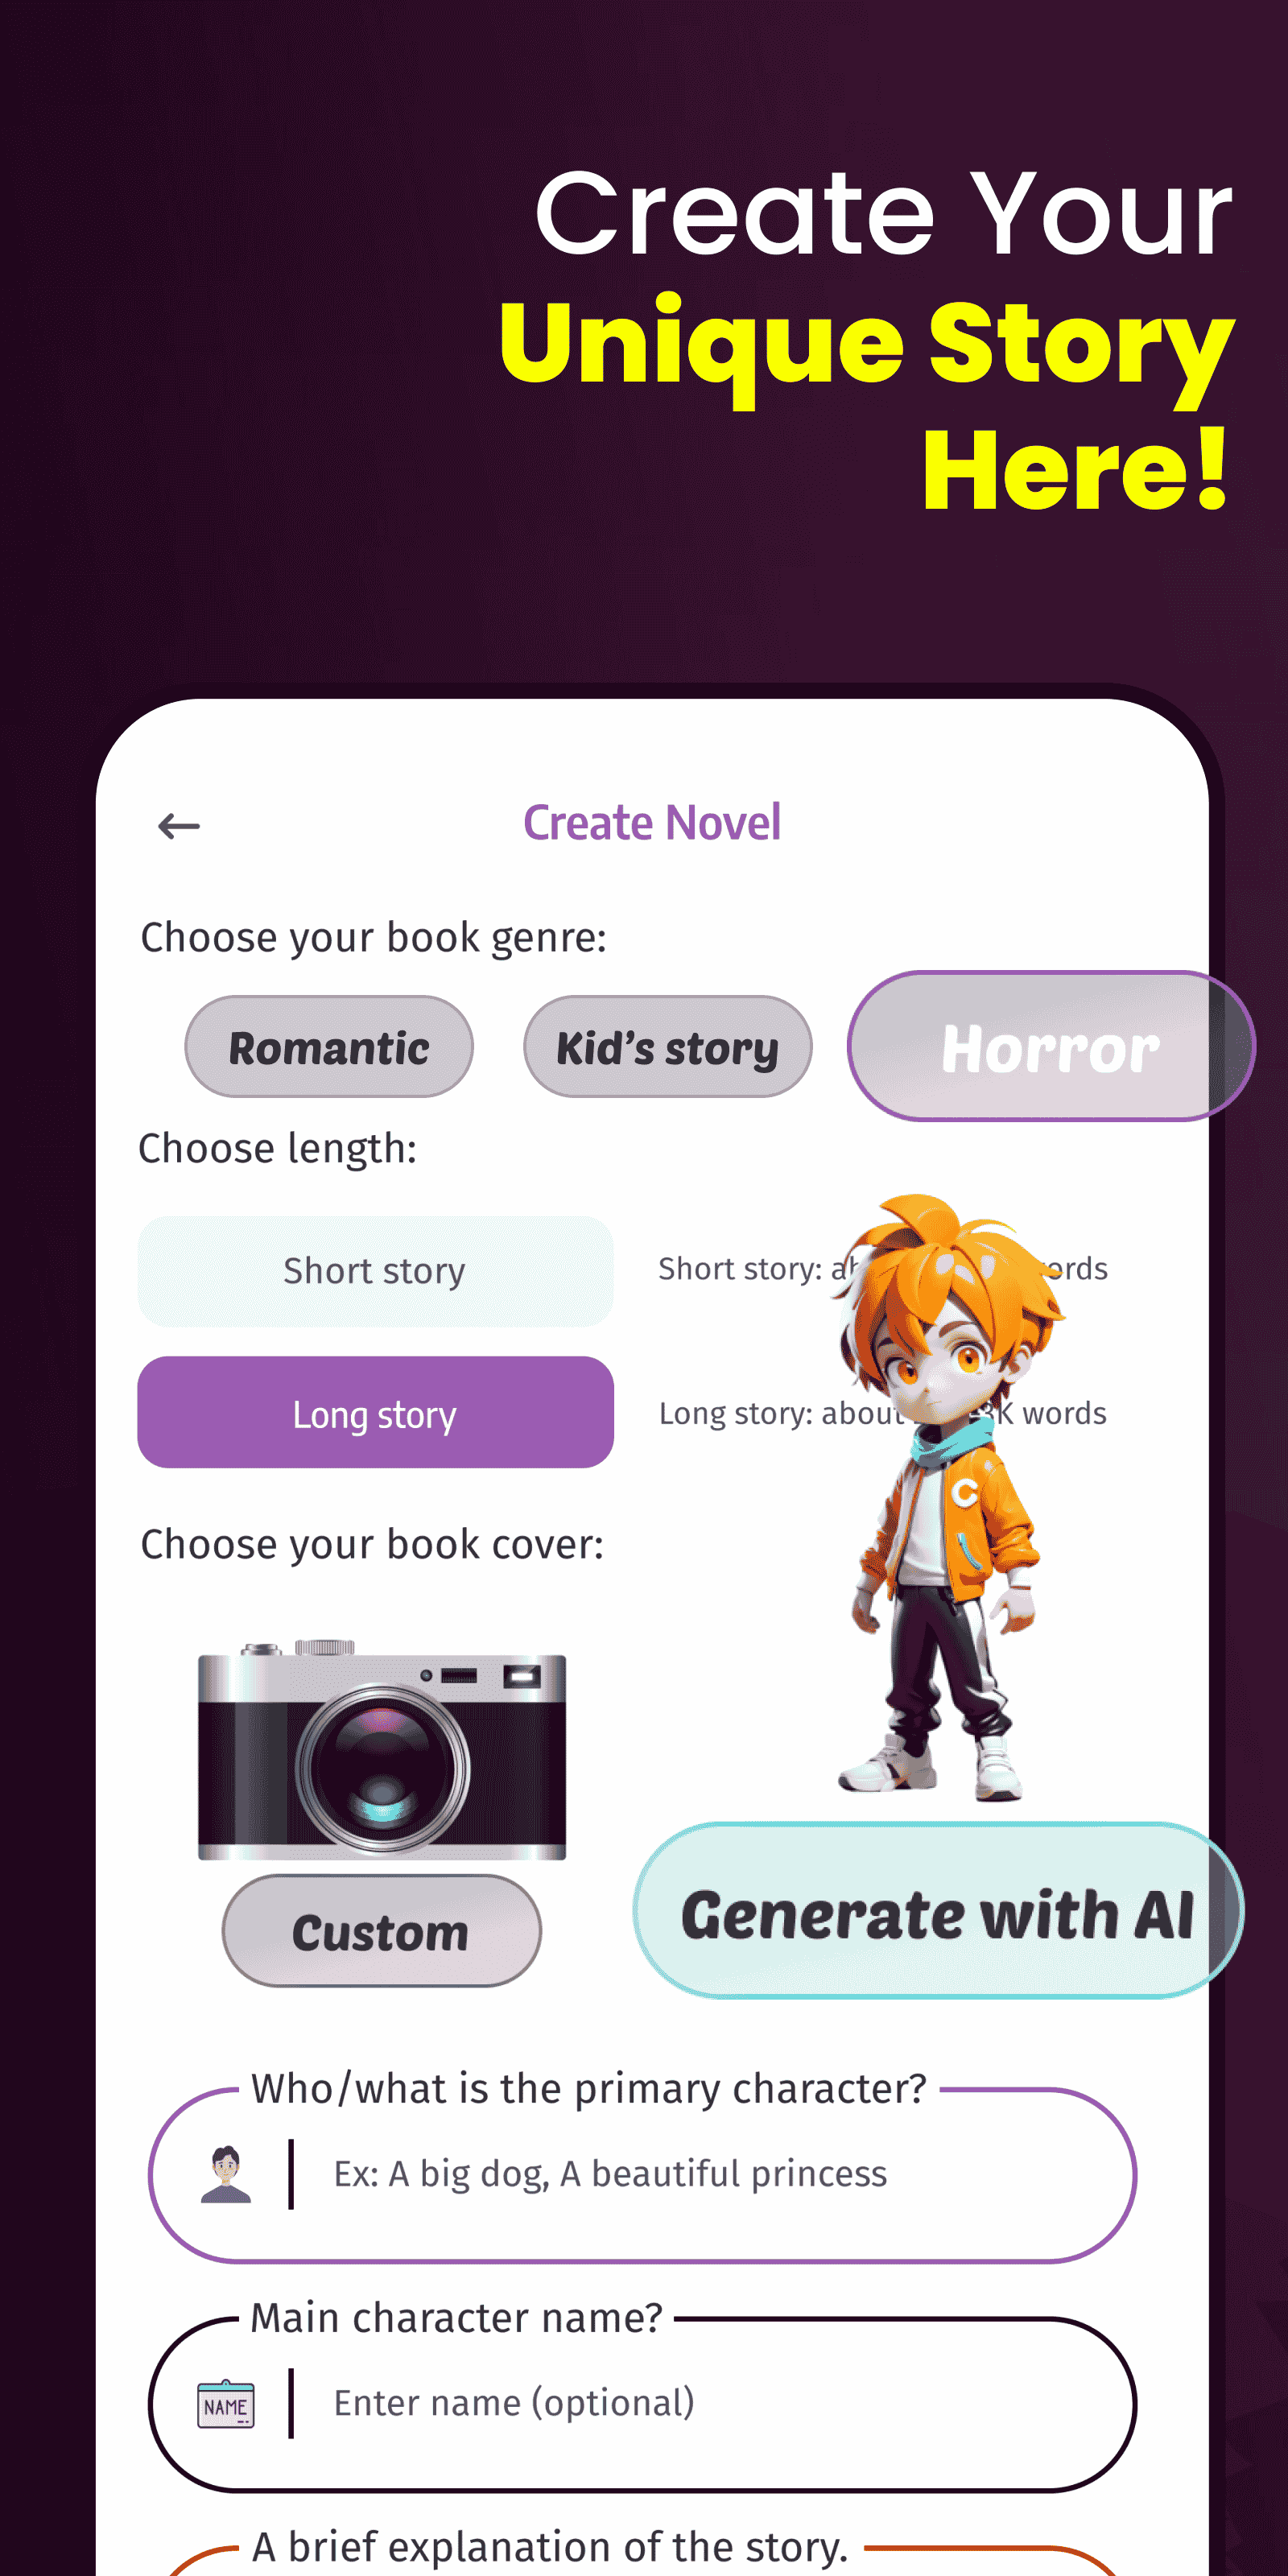 Create Your
Unique Story
Here!
Create Novel
Choose your book genre:
Romantic Kid's story Horror
Choose length:
Short story Short story:
Long story Long story: about 3K words
C
Choose your book cover:
Custom Generate with AI
Who/what is the primary character?
Ex: A big dog, A beautiful princess
Main character name?
NAME Enter name (optional)
A brief explanation of the story.